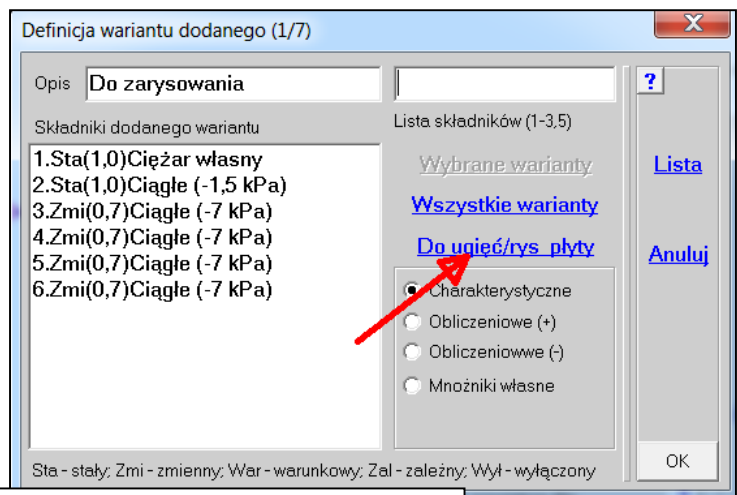 Definicja wariantu dodanego (1/7)
X
Opis Do zarysowania
?
Składniki dodanego wariantu
Lista składników (1-3,5)
1.Sta(1,0)Ciężar własny
2.Sta(1,0)Ciągłe (-1,5 kPa)
3.Zmi(0,7)Ciągłe (-7 kPa)
4.Zmi(0,7)Ciągłe (-7 kPa)
5.Zmi(0,7)Ciągłe (-7 kPa)
6.Zmi(0,7)Ciągłe (-7 kPa)
Wybrane warianty
Wszystkie warianty
Do ugięć/rys płyty
Charakterystyczne
Obliczeniowe (+)
Obliczeniowwe (-)
Mnożniki własne
Lista
Anuluj
OK
Sta - stały; Zmi - zmienny; War - warunkowy; Zal - zależny; Wył - wyłączony